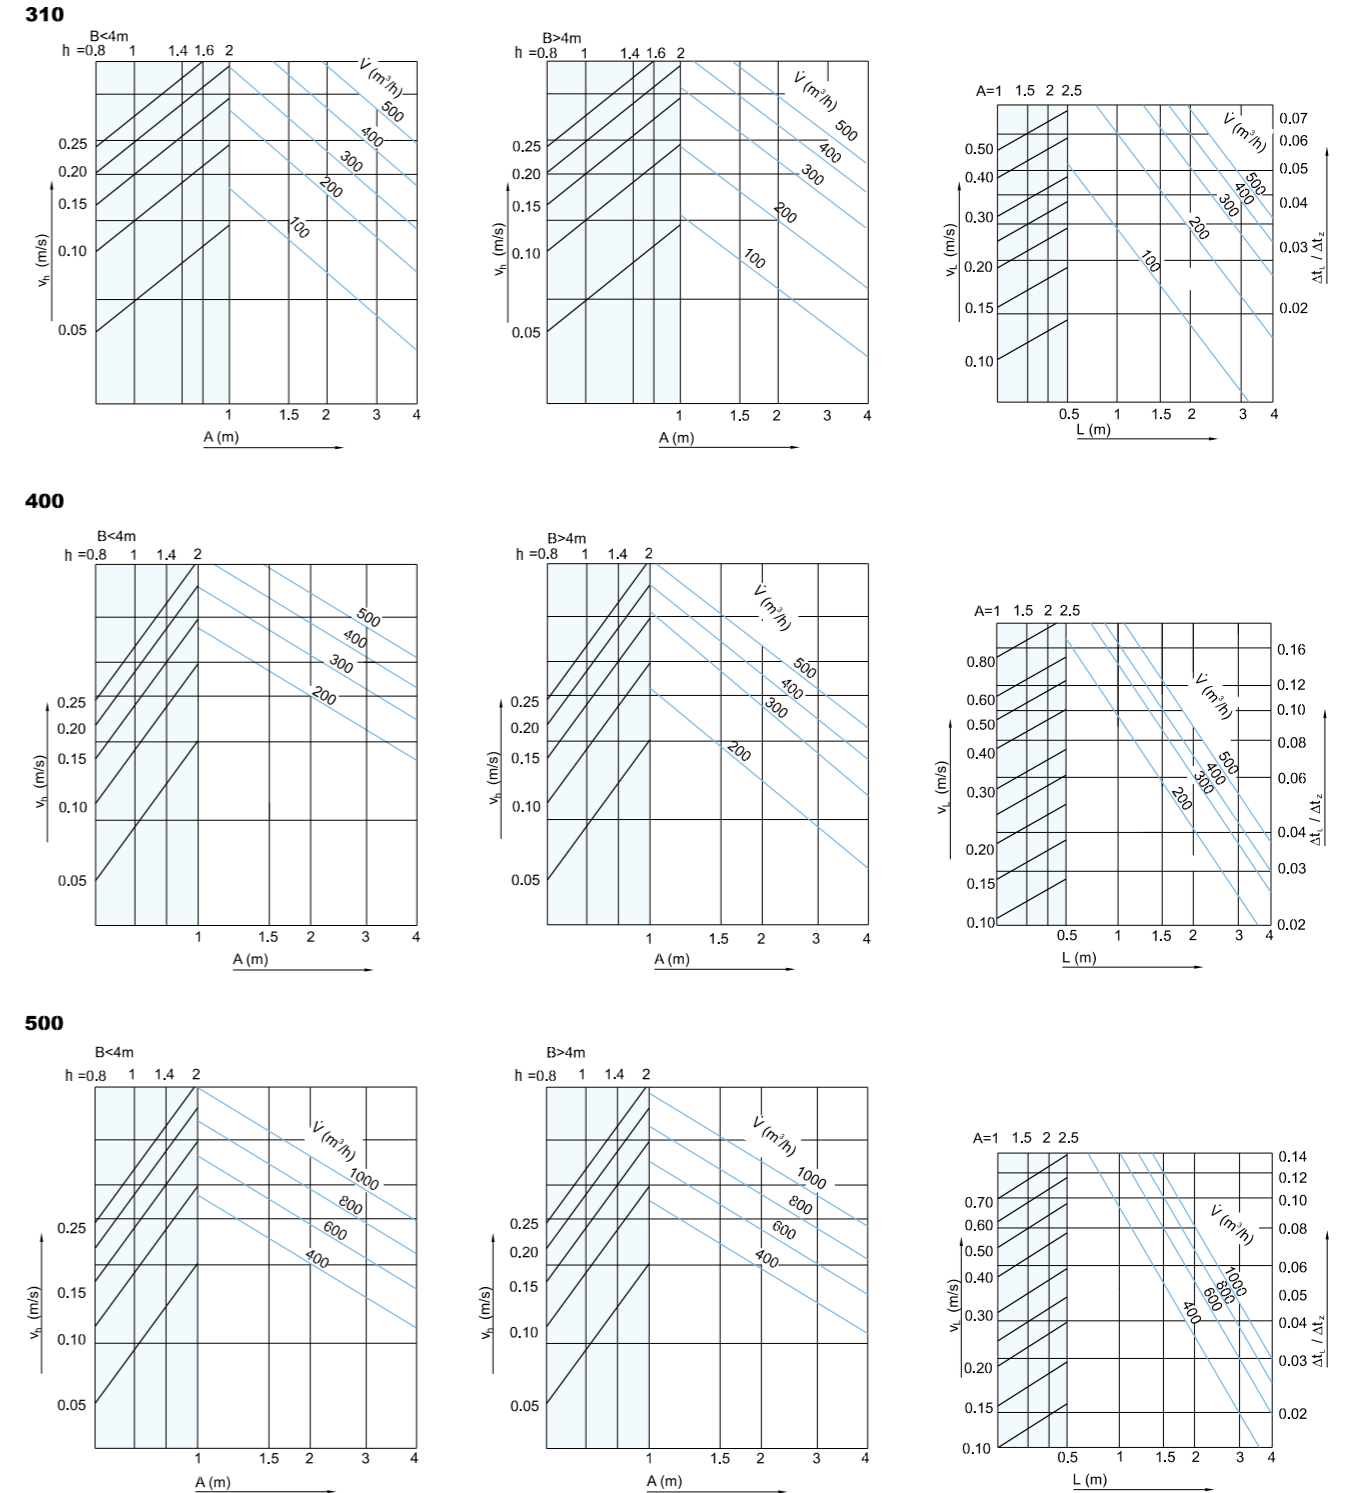 310
B<4m
h =0.8 1 1.4 1.6 2
V̇ (m³/h)
500
400
300
200
100
0.25
0.20
0.15
0.10
0.05
vh (m/s)
1 1.5 2 3 4
A (m)
B>4m
h =0.8 1 1.4 1.6 2
V̇ (m³/h)
500
400
300
200
100
0.25
0.20
0.15
0.10
0.05
vh (m/s)
1 1.5 2 3 4
A (m)
A=1 1.5 2 2.5
V̇ (m³/h)
500
400
300
200
100
0.50
0.40
0.30
0.20
0.15
0.10
vL (m/s)
0.07
0.06
0.05
0.04
0.03
0.02
ΔtL / Δtz
0.5 1 1.5 2 3 4
L (m)
400
B<4m
h =0.8 1 1.4 2
500
400
300
200
0.25
0.20
0.15
0.10
0.05
vh (m/s)
1 1.5 2 3 4
A (m)
B>4m
h =0.8 1 1.4 2
V̇ (m³/h)
500
400
300
200
0.25
0.20
0.15
0.10
0.05
vh (m/s)
1 1.5 2 3 4
A (m)
A=1 1.5 2 2.5
V̇ (m³/h)
500
400
300
200
0.80
0.60
0.50
0.40
0.30
0.20
0.15
0.10
vL (m/s)
0.16
0.12
0.10
0.08
0.06
0.04
0.03
0.02
ΔtL / Δtz
0.5 1 1.5 2 3 4
L (m)
500
B<4m
h =0.8 1 1.4 2
V̇ (m³/h)
1000
800
600
400
0.25
0.15
0.10
0.05
vh (m/s)
1 1.5 2 3 4
A (m)
B>4m
h =0.8 1 1.4 2
V̇ (m³/h)
1000
800
600
400
0.25
0.20
0.15
0.10
0.05
vh (m/s)
1 1.5 2 3 4
A (m)
A=1 1.5 2 2.5
V̇ (m³/h)
1000
800
600
400
0.70
0.60
0.50
0.40
0.30
0.20
0.15
0.10
vL (m/s)
0.14
0.12
0.10
0.08
0.06
0.05
0.04
0.03
0.02
ΔtL / Δtz
0.5 1 1.5 2 3 4
L (m)